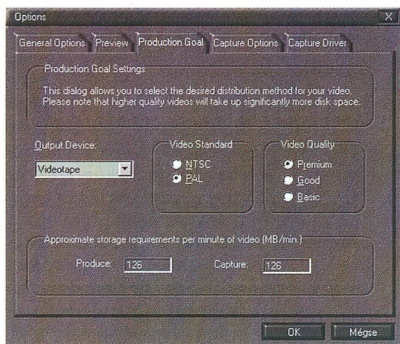 Options
General Options Preview Production Goal Capture Options Capture Driver
Production Goal Settings
This dialog allows you to select the desired distribution method for your video.
Please note that higher quality videos will take up significantly more disk space.
Output Device:
Videotape
Video Standard
NTSC
PAL
Video Quality
Premium
Good
Basic
Approximate storage requirements per minute of video (MB/min.)
Produce: 126 Capture: 126
OK Mégse